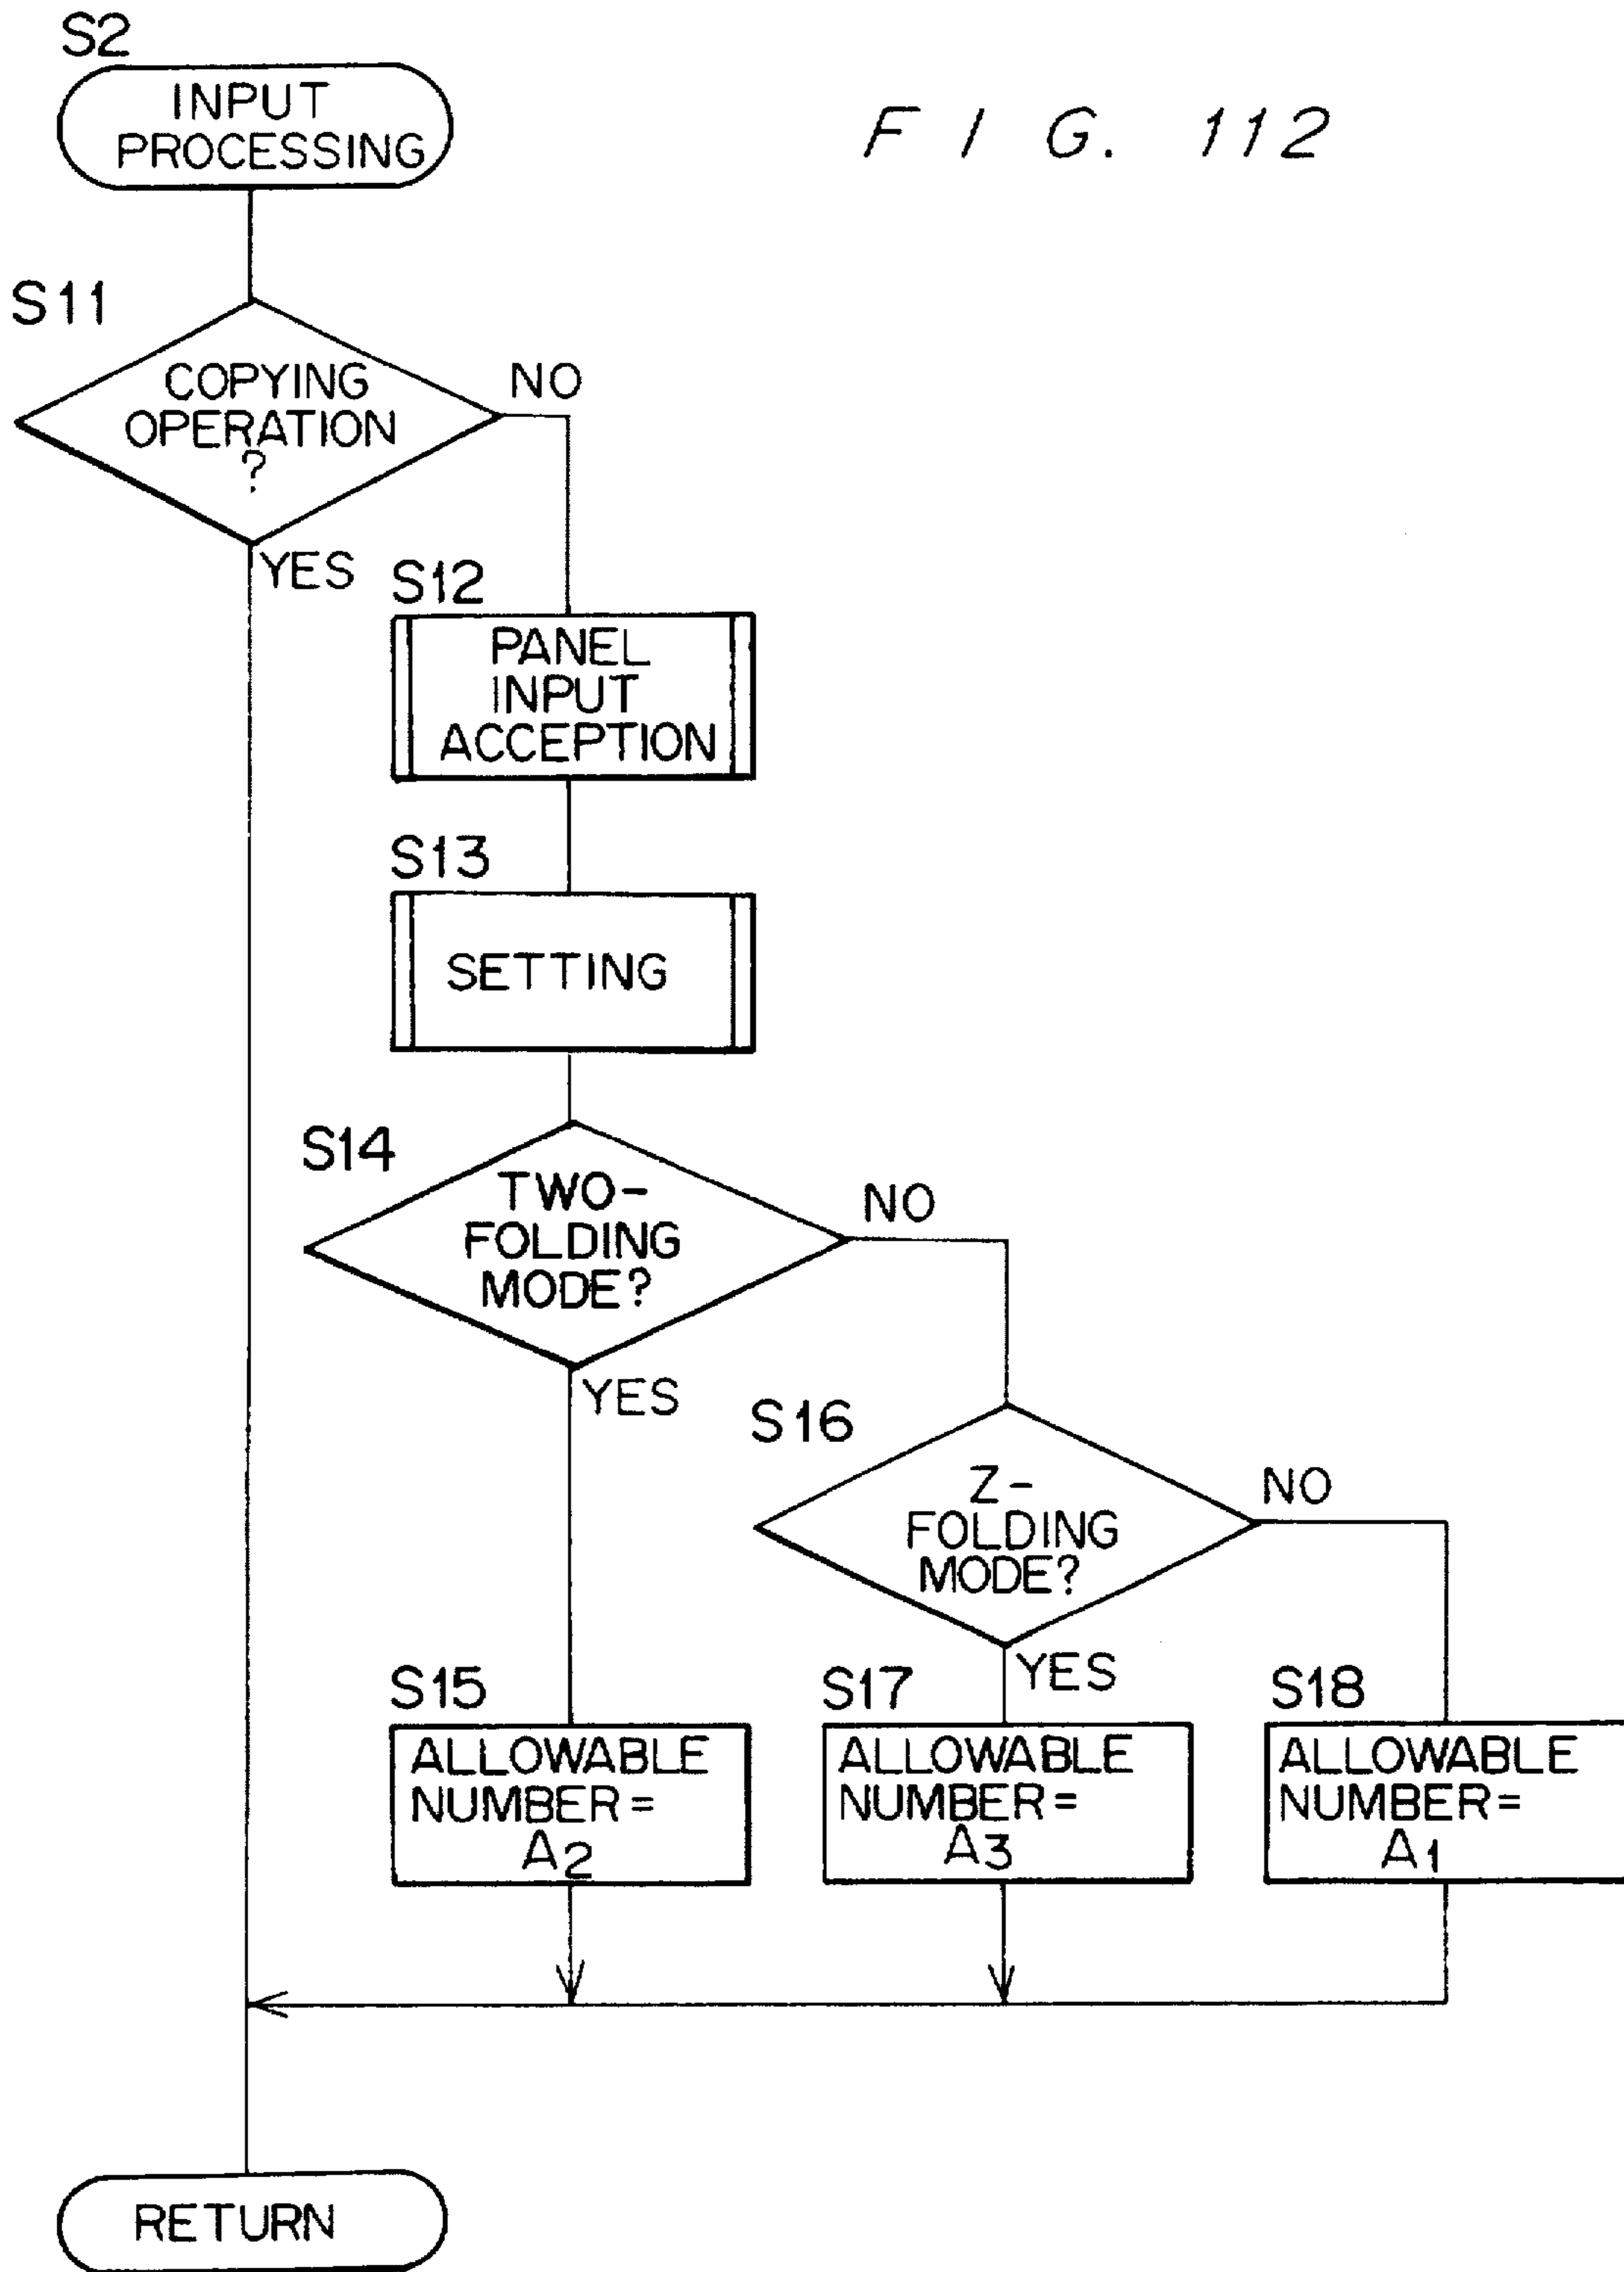 S2
INPUT
PROCESSING
F I G. 112
S11
COPYING
OPERATION
?
NO
YES
S12
PANEL
INPUT
ACCEPTION
S13
SETTING
S14
TWO-
FOLDING
MODE?
NO
YES
S16
Z-
FOLDING
MODE?
NO
YES
S15
ALLOWABLE
NUMBER=
A2
S17
ALLOWABLE
NUMBER=
A3
S18
ALLOWABLE
NUMBER=
A1
RETURN